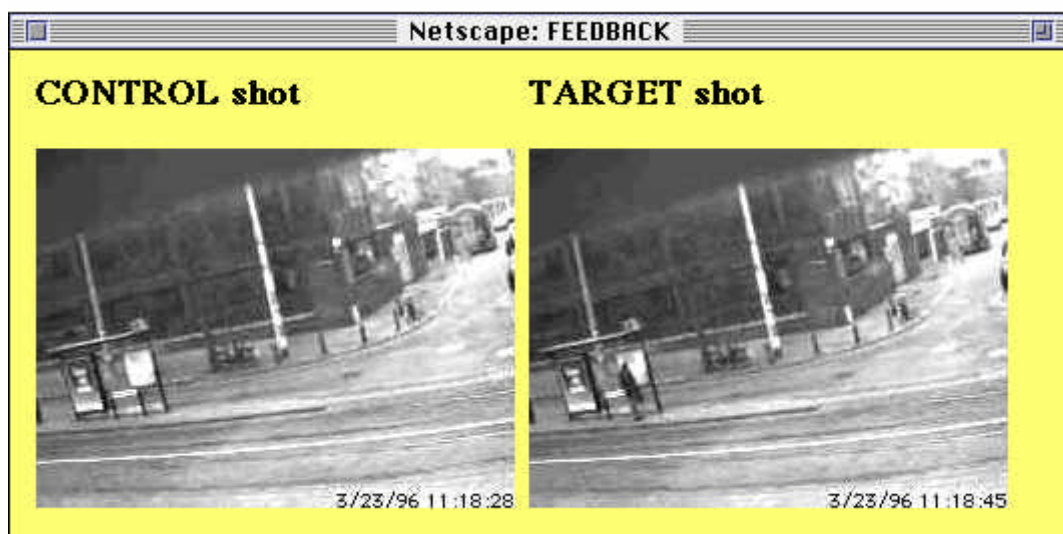 Netscape: FEEDBACK
CONTROL shot
TARGET shot
3/23/96 11:18:28
3/23/96 11:18:45